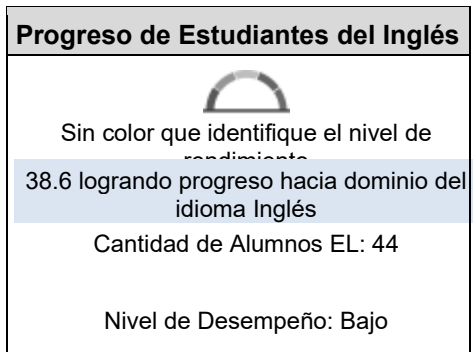 Progreso de Estudiantes del Inglés
Sin color que identifique el nivel de
rendimiento
38.6 logrando progreso hacia dominio del
idioma Inglés
Cantidad de Alumnos EL: 44
Nivel de Desempeño: Bajo